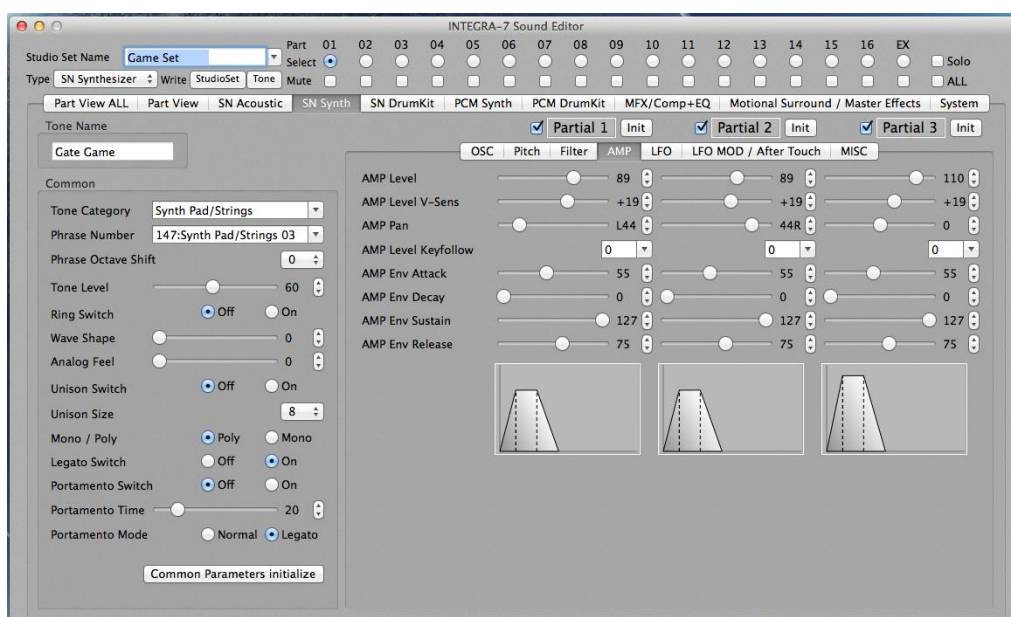 INTEGRA-7 Sound Editor
Part 01 02 03 04 05 06 07 08 09 10 11 12 13 14 15 16 EX
Studio Set Name Game Set Select Solo
Type SN Synthesizer Write StudioSet Tone Mute ALL
Part View ALL Part View SN Acoustic SN Synth SN DrumKit PCM Synth PCM DrumKit MFX/Comp+EQ Motional Surround / Master Effects System
Tone Name
Partial 1 Init Partial 2 Init Partial 3 Init
Gate Game
OSC Pitch Filter AMP LFO LFO MOD / After Touch MISC
Common
Tone Category Synth Pad/Strings
Phrase Number 147:Synth Pad/Strings 03
Phrase Octave Shift 0
Tone Level 60
Ring Switch Off On
Wave Shape 0
Analog Feel 0
Unison Switch Off On
Unison Size 8
Mono / Poly Poly Mono
Legato Switch Off On
Portamento Switch Off On
Portamento Time 20
Portamento Mode Normal Legato
Common Parameters initialize
AMP Level 89 89 110
AMP Level V-Sens +19 +19 +19
AMP Pan L44 44R 0
AMP Level Keyfollow 0 0 0
AMP Env Attack 55 55 55
AMP Env Decay 0 0 0
AMP Env Sustain 127 127 127
AMP Env Release 75 75 75